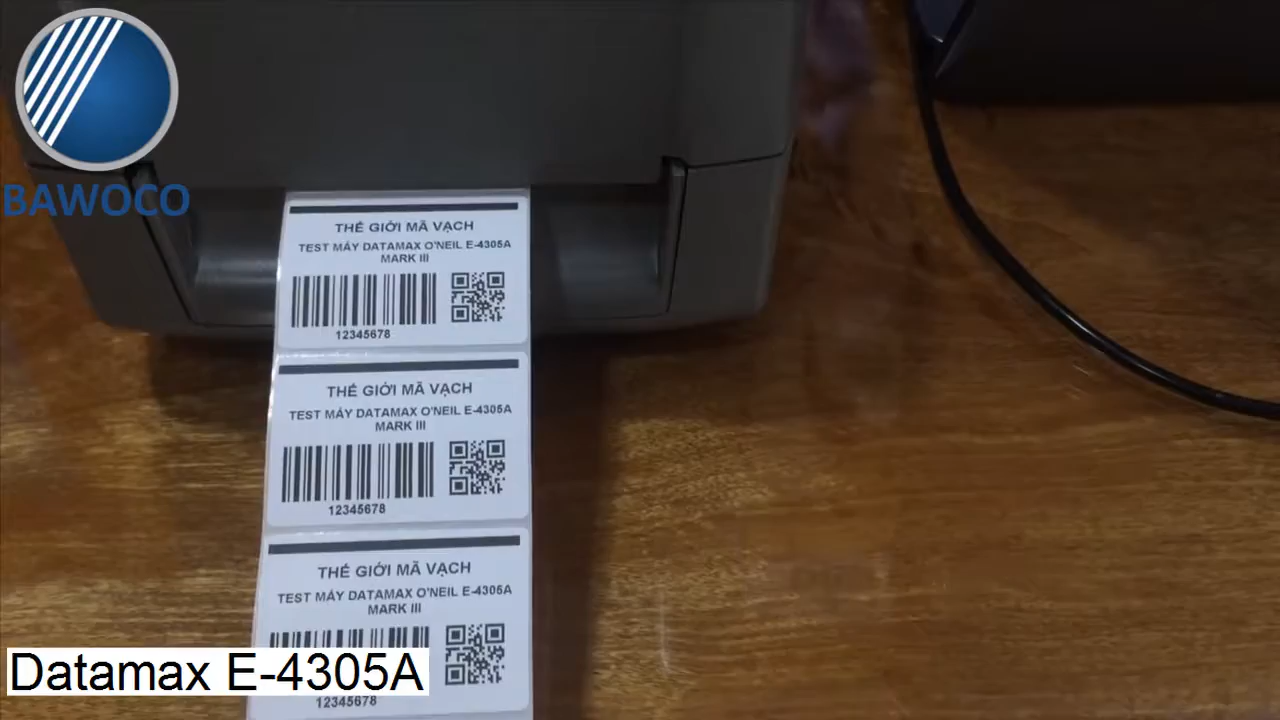 BAWOCO
THẾ GIỚI MÃ VẠCH
TEST MÁY DATAMAX O'NEIL E-4305A
MARK III
12345678
THẾ GIỚI MÃ VẠCH
TEST MÁY DATAMAX O'NEIL E-4305A
MARK III
12345678
THẾ GIỚI MÃ VẠCH
TEST MÁY DATAMAX O'NEIL E-4305A
MARK III
12345678
Datamax E-4305A